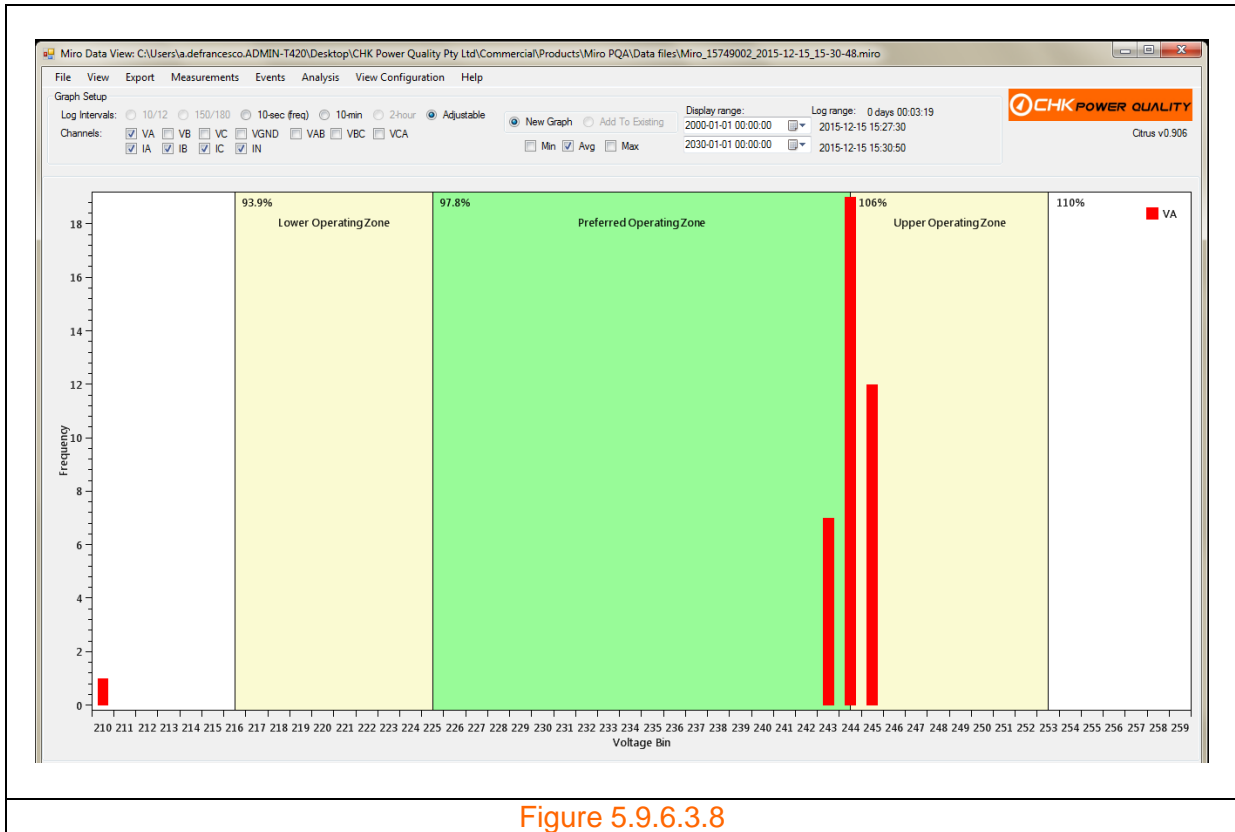 Miro Data View: C:\Users\a.defrancesco.ADMIN-T420\Desktop\CHK Power Quality Pty Ltd\Commercial\Products\Miro PQA\Data files\Miro_15749002_2015-12-15_15-30-48.miro
File View Export Measurements Events Analysis View Configuration Help
Graph Setup
Log Intervals: 10/12 150/180 10-sec (freq) 10-min 2-hour Adjustable
Channels: VA VB VC VGND VAB VBC VCA
IA IB IC IN
New Graph Add To Existing
Min Avg Max
Display range: Log range: 0 days 00:03:19
2000-01-01 00:00:00 2015-12-15 15:27:30
2030-01-01 00:00:00 2015-12-15 15:30:50
CHK POWER QUALITY
Citrus v0.906
93.9% 97.8% 106% 110%
Lower Operating Zone Preferred Operating Zone Upper Operating Zone
VA
18
16
14
12
10
8
6
4
2
0
Frequency
210 211 212 213 214 215 216 217 218 219 220 221 222 223 224 225 226 227 228 229 230 231 232 233 234 235 236 237 238 239 240 241 242 243 244 245 246 247 248 249 250 251 252 253 254 255 256 257 258 259
Voltage Bin
Figure 5.9.6.3.8